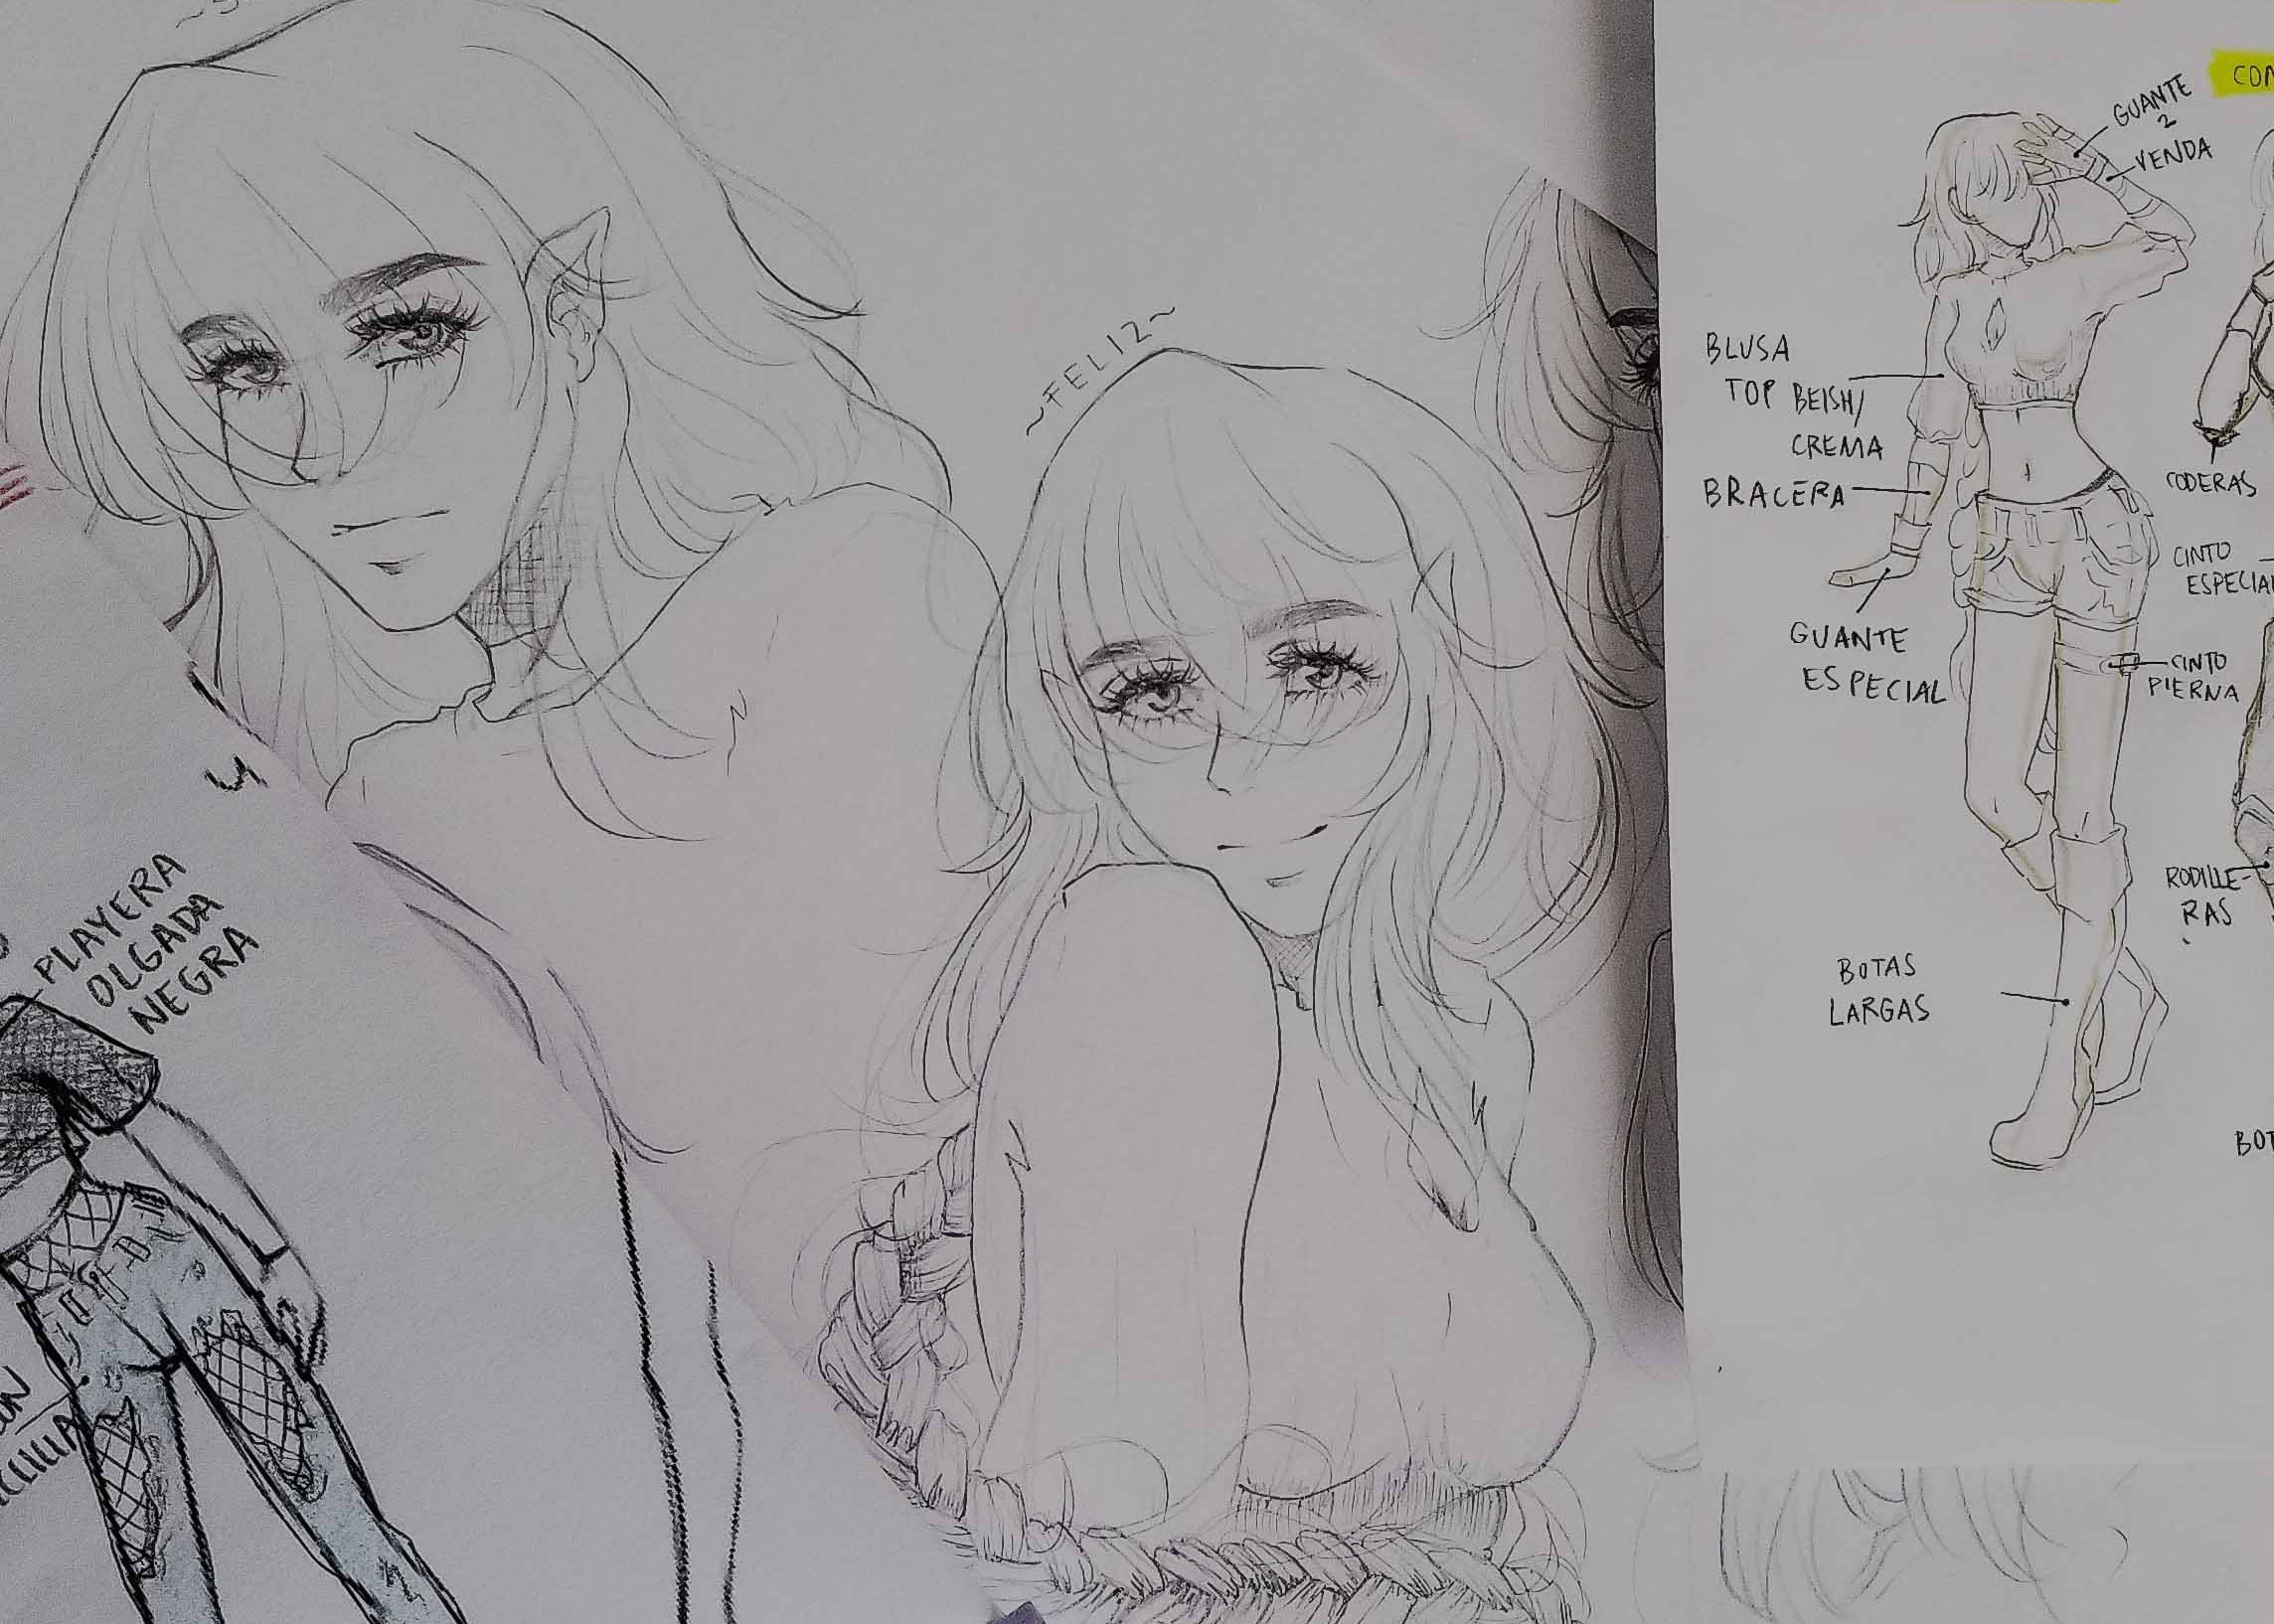 ~FELIZ~
PLAYERA
OLGADA
NEGRA
GUANTE
2
VENDA
BLUSA
TOP BEISH/
CREMA
BRACERA
GUANTE
ESPECIAL
CINTO
PIERNA
BOTAS
LARGAS
CODERAS
CINTO
RODILLE-
RAS